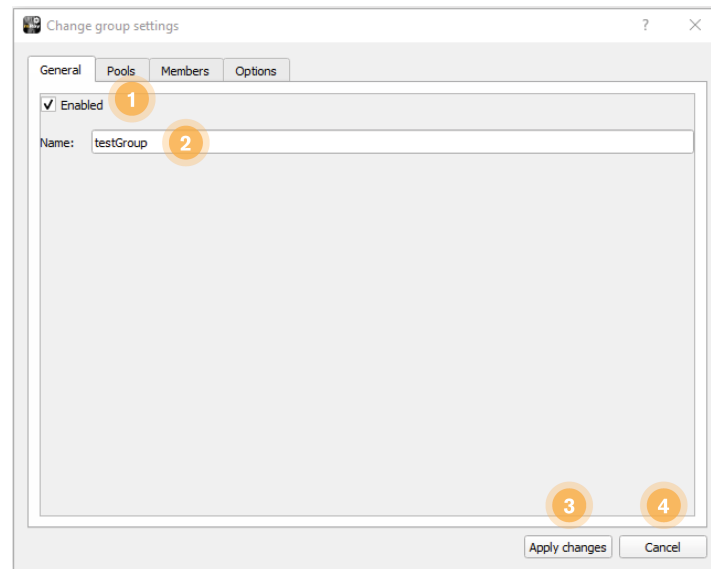 Change group settings ?
General Pools Members Options
Enabled 1
Name: testGroup 2
3 4
Apply changes Cancel